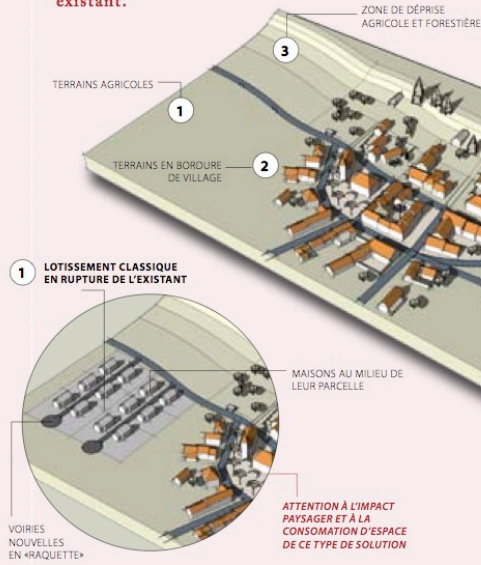 existant.
ZONE DE DÉPRISE
AGRICOLE ET FORESTIÈRE
3
TERRAINS AGRICOLES
1
TERRAINS EN BORDURE
DE VILLAGE
2
1
LOTISSEMENT CLASSIQUE
EN RUPTURE DE L'EXISTANT
MAISONS AU MILIEU DE
LEUR PARCELLE
VOIRIES
NOUVELLES
EN «RAQUETTE»
ATTENTION À L'IMPACT
PAYSAGER ET À LA
CONSOMATION D'ESPACE
DE CE TYPE DE SOLUTION